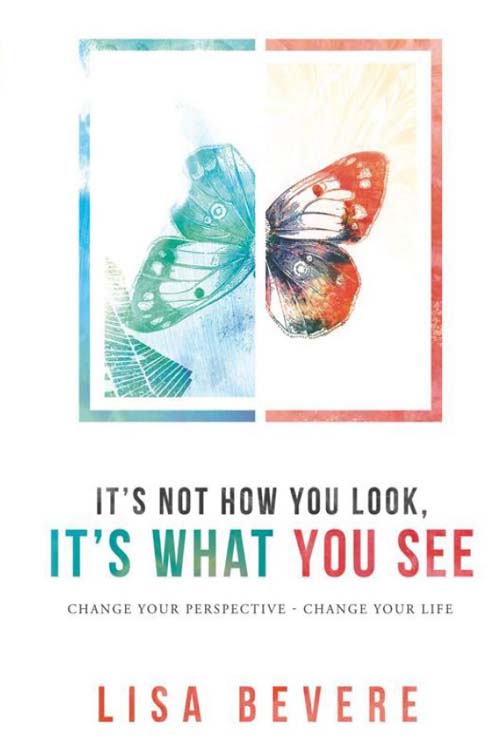 IT'S NOT HOW YOU LOOK,
IT'S WHAT YOU SEE
CHANGE YOUR PERSPECTIVE - CHANGE YOUR LIFE
LISA BEVERE